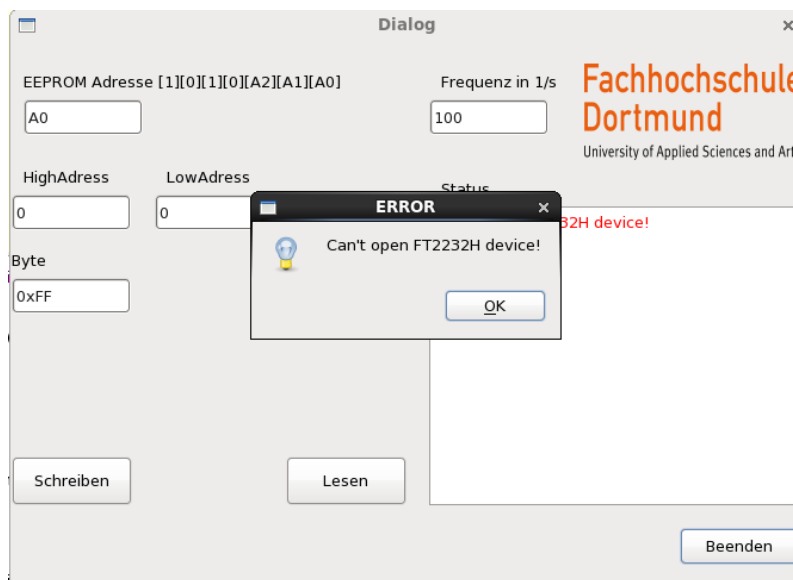 Dialog
EEPROM Adresse [1][0][1][0][A2][A1][A0]
Frequenz in 1/s
A0
100
Fachhochschule
Dortmund
University of Applied Sciences and Art
HighAdress
LowAdress
Status
0
0
ERROR
Can't open FT2232H device!
OK
32H device!
Byte
0xFF
Schreiben
Lesen
Beenden